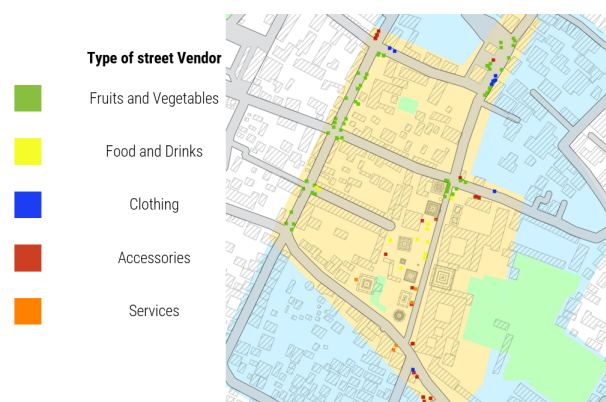 Type of street Vendor
Fruits and Vegetables
Food and Drinks
Clothing
Accessories
Services